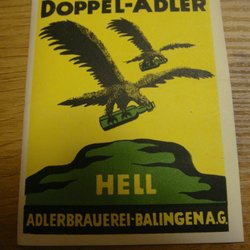 DOPPEL-ADLER
HELL
ADLERBRAUEREI-BALINGEN A.G.